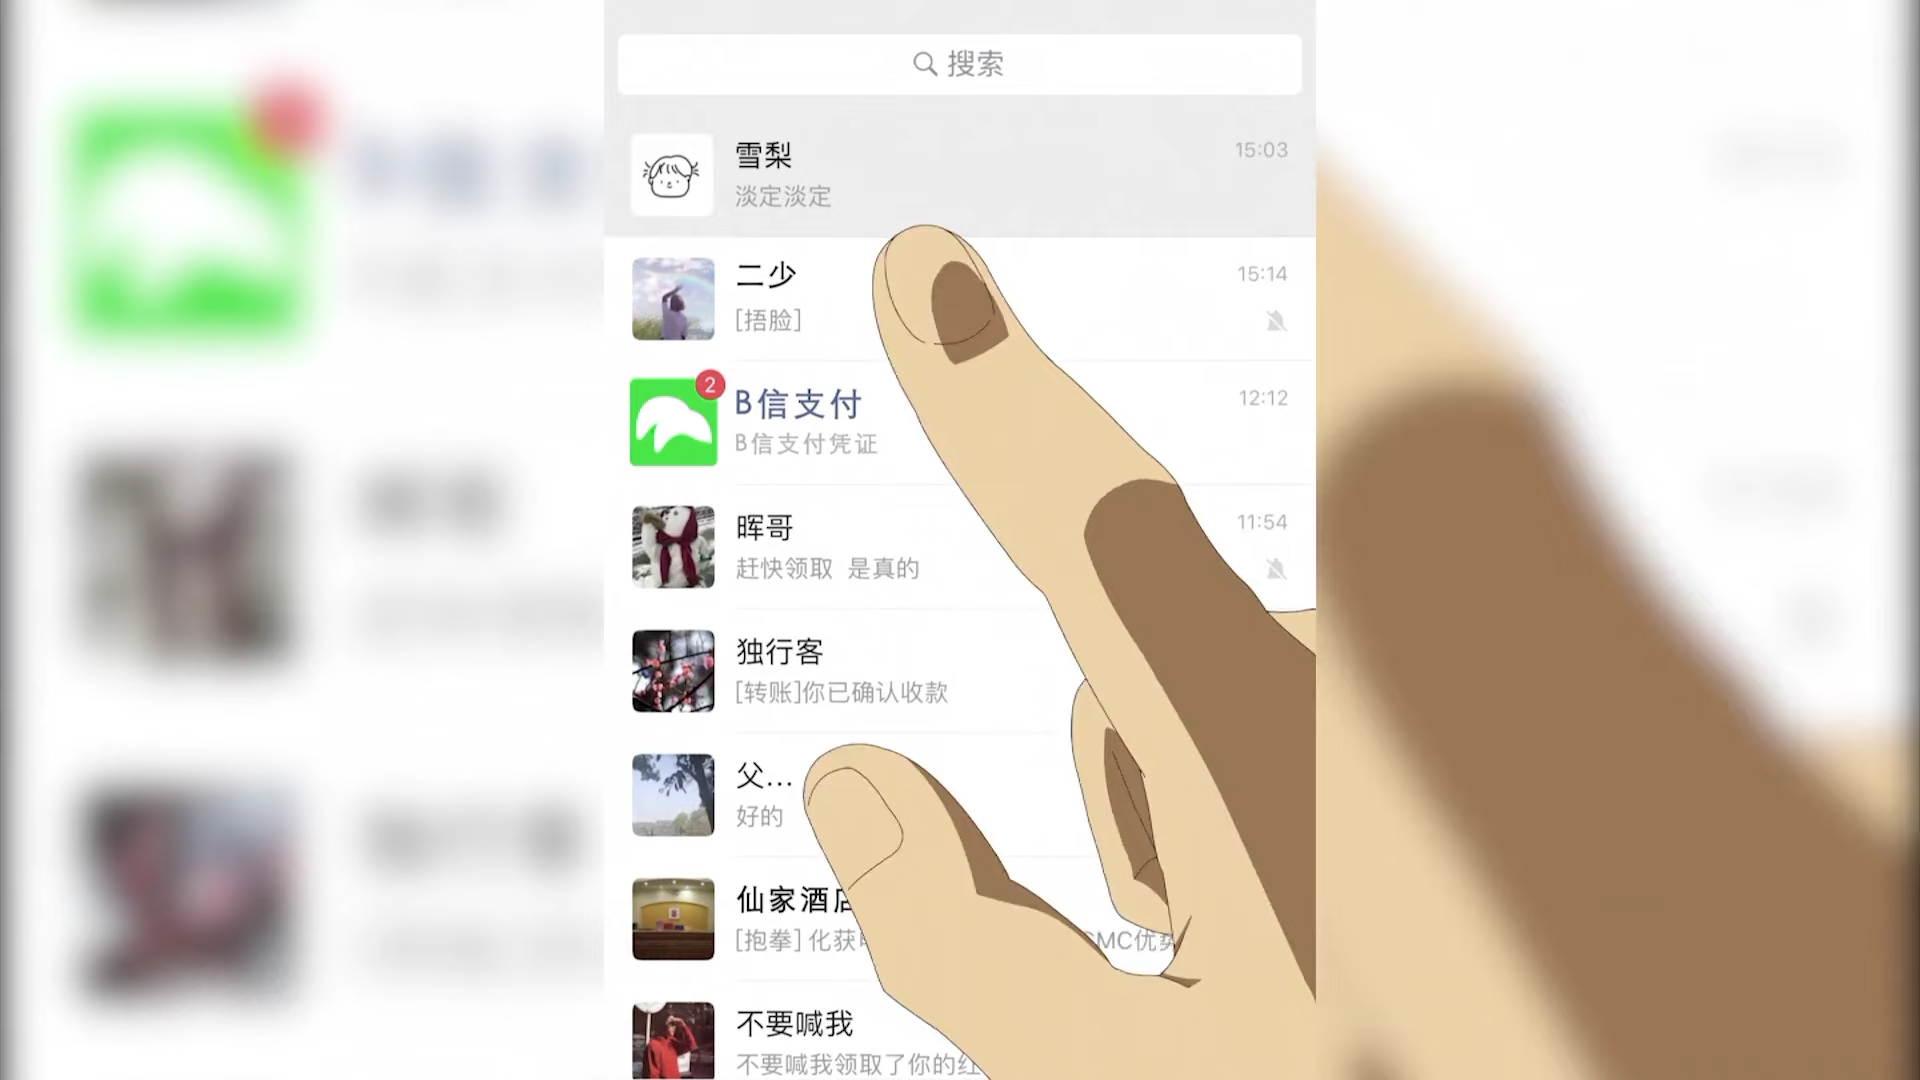 搜索
雪梨
15:03
淡定淡定
二少
15:14
[捂脸]
2
B信支付
12:12
B信支付凭证
晖哥
11:54
赶快领取 是真的
独行客
[转账]你已确认收款
父...
好的
仙家酒店
[抱拳] 化获 CMC优势
不要喊我
不要喊我领取了你的红